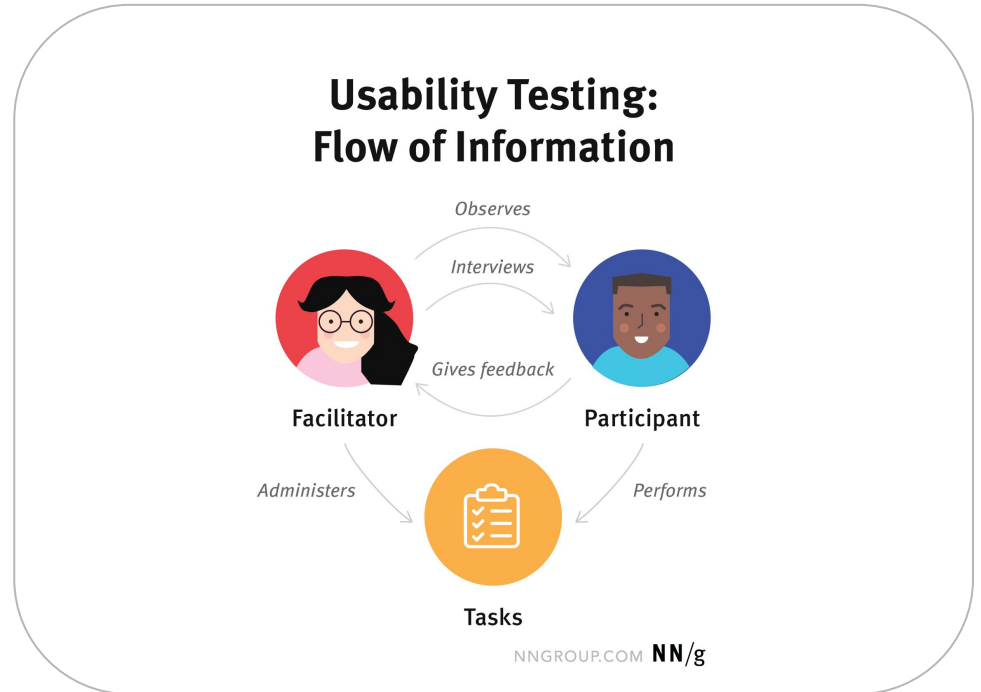 Usability Testing:
Flow of Information
Observes
Interviews
Gives feedback
Facilitator
Participant
Administers
Performs
Tasks
NNGROUP.COM NN/g